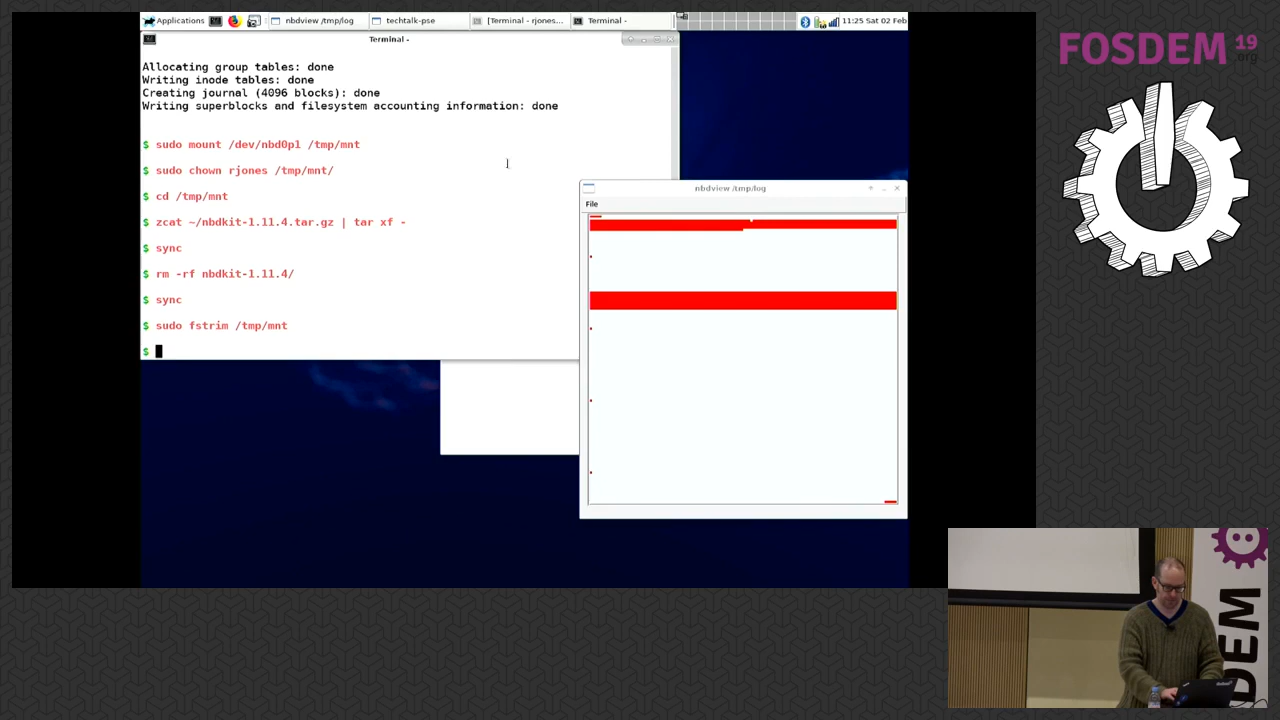 Applications
nbdview /tmp/log
techtalk-pse
[Terminal - rjones...
Terminal -
11:25 Sat 02 Feb
FOSDEM 19
.org
Terminal -
Allocating group tables: done
Writing inode tables: done
Creating journal (4096 blocks): done
Writing superblocks and filesystem accounting information: done
$ sudo mount /dev/nbd0p1 /tmp/mnt
$ sudo chown rjones /tmp/mnt/
$ cd /tmp/mnt
$ zcat ~/nbdkit-1.11.4.tar.gz | tar xf -
$ sync
$ rm -rf nbdkit-1.11.4/
$ sync
$ sudo fstrim /tmp/mnt
$
nbdview /tmp/log
File
DEM